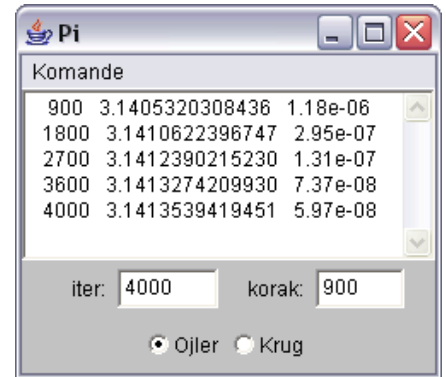 Pi
Komande
900 3.1405320308436 1.18e-06
1800 3.1410622396747 2.95e-07
2700 3.1412390215230 1.31e-07
3600 3.1413274209930 7.37e-08
4000 3.1413539419451 5.97e-08
iter: 4000 korak: 900
Ojler Krug